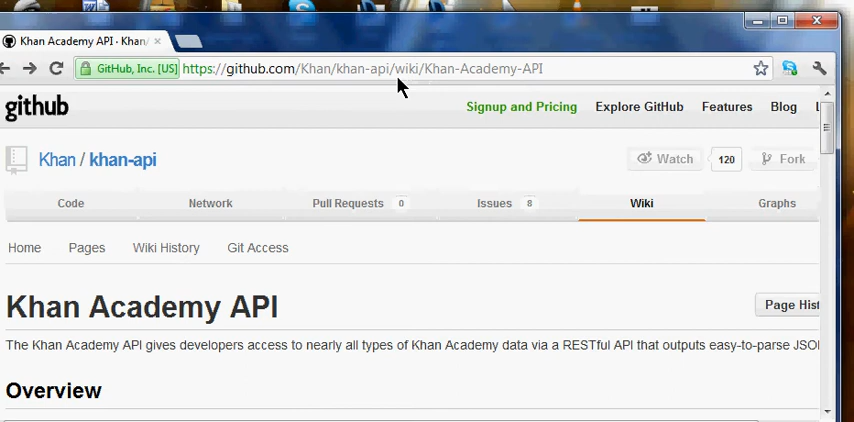 Khan Academy API · Khan/
GitHub, Inc. [US] https://github.com/Khan/khan-api/wiki/Khan-Academy-API
github Signup and Pricing Explore GitHub Features Blog
Khan / khan-api Watch 120 Fork
Code Network Pull Requests 0 Issues 8 Wiki Graphs
Home Pages Wiki History Git Access
Khan Academy API Page Hist
The Khan Academy API gives developers access to nearly all types of Khan Academy data via a RESTful API that outputs easy-to-parse JSO
Overview